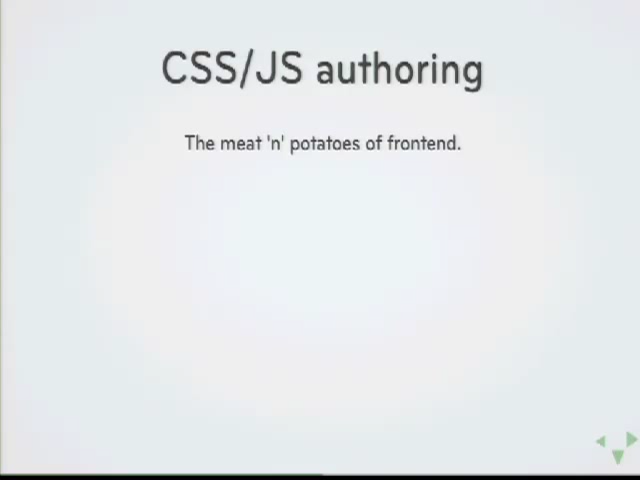 CSS/JS authoring
The meat 'n' potatoes of frontend.